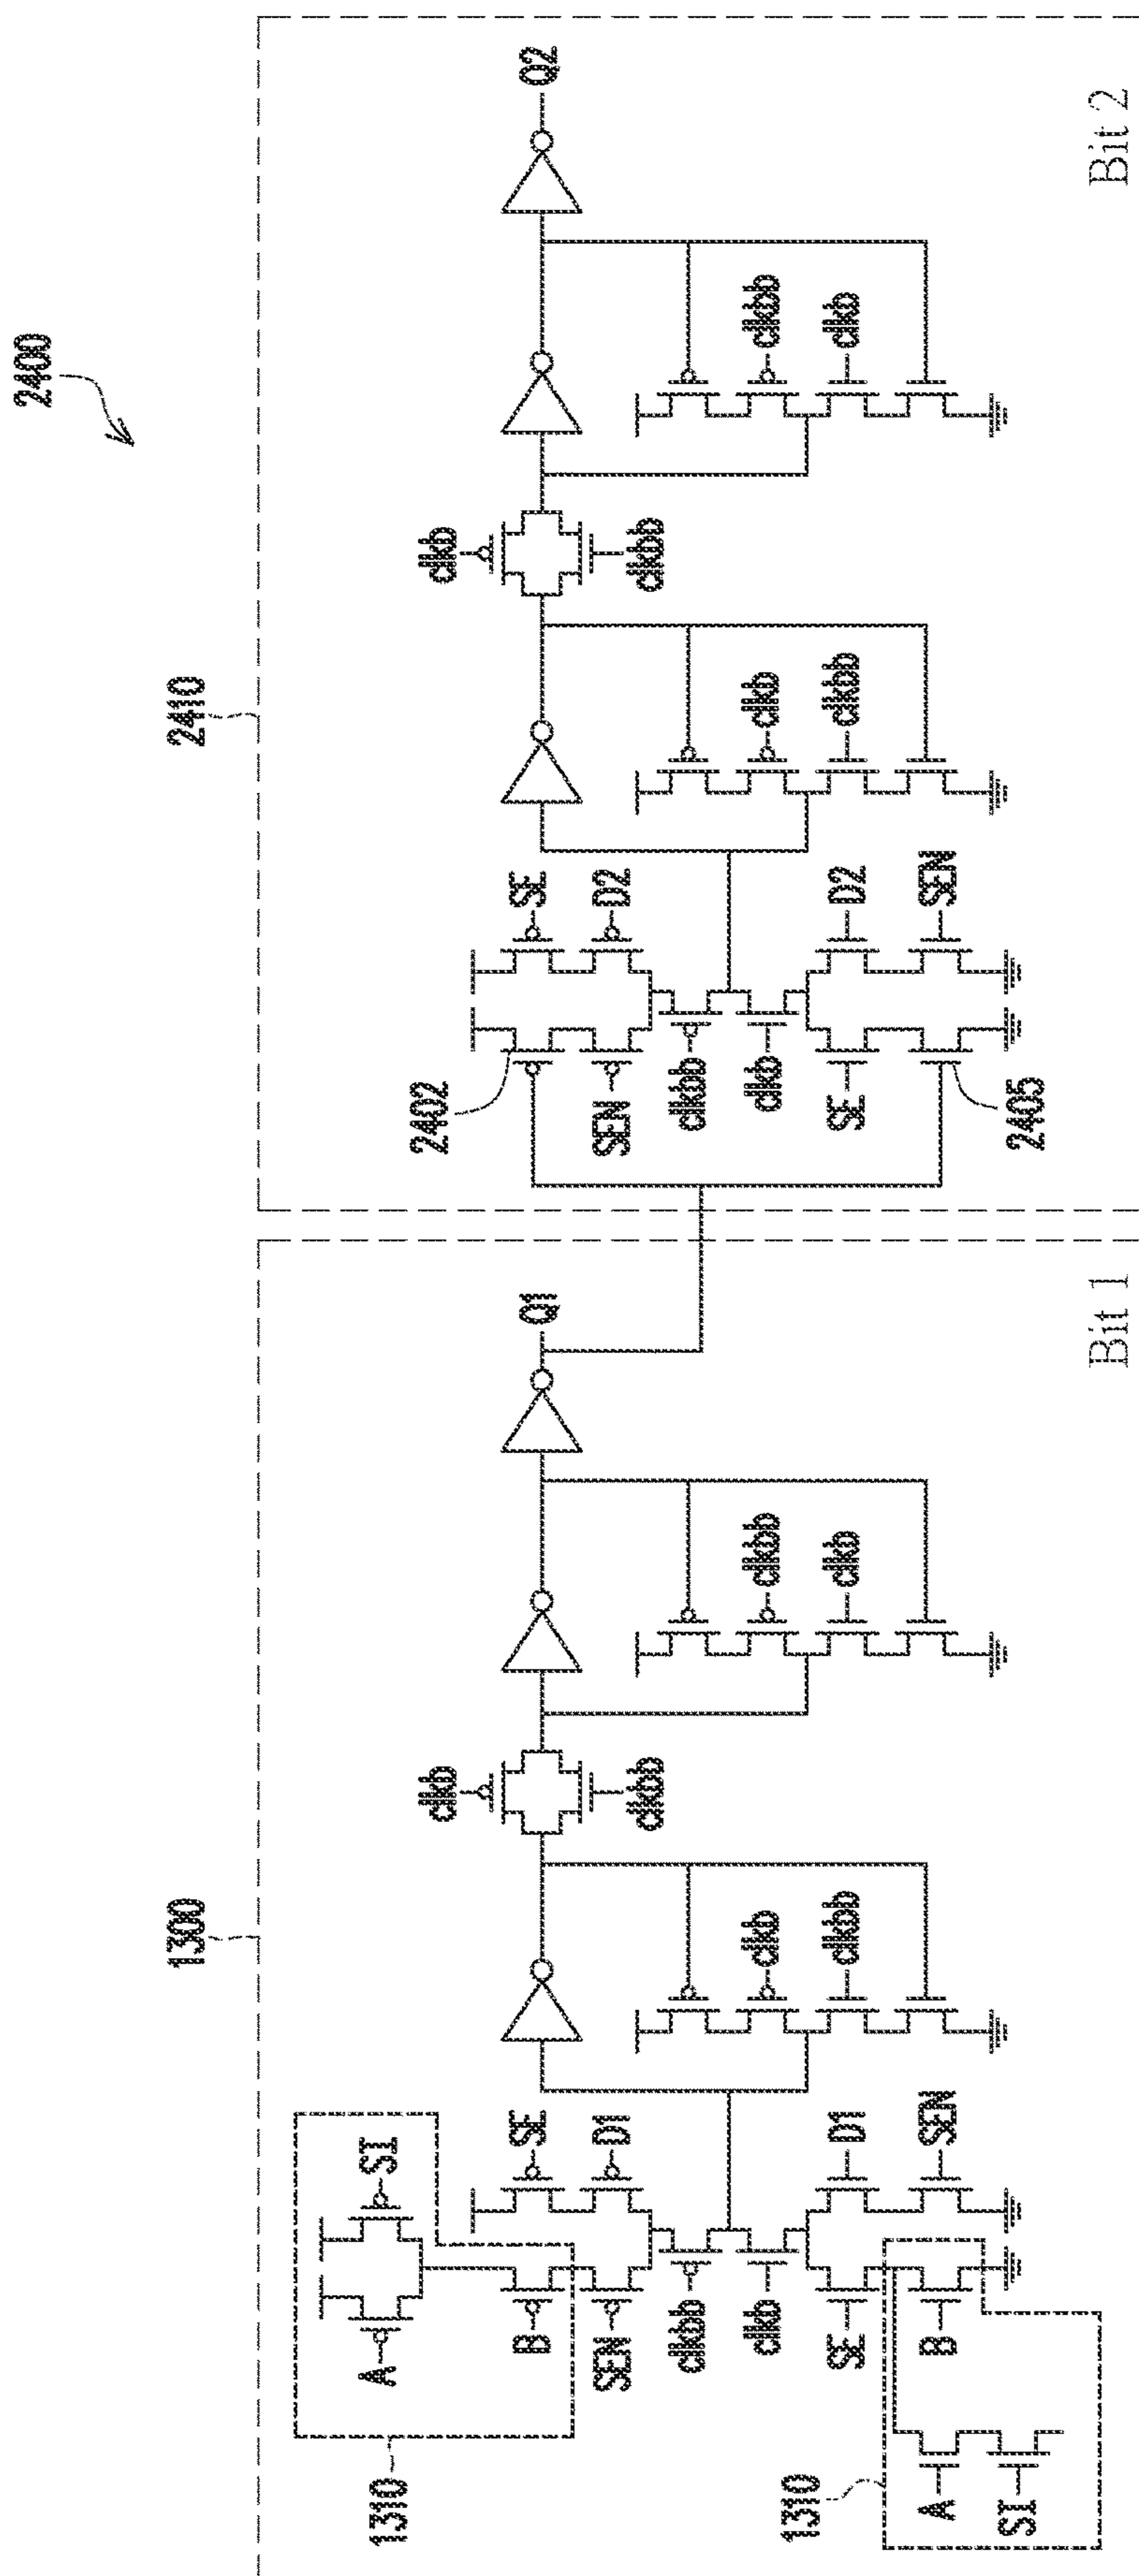 2400
1300
2410
1310
A
SI
B
SEN
SE
D1
clkbb
clkb
SE
B
A
SI
1310
D1
SEN
clkb
clkbb
clkb
clkbb
clkbb
clkb
Q1
Bit 1
2402
SEN
SE
D2
clkbb
clkb
SE
2405
D2
SEN
clkb
clkbb
clkb
clkbb
clkbb
clkb
Q2
Bit 2